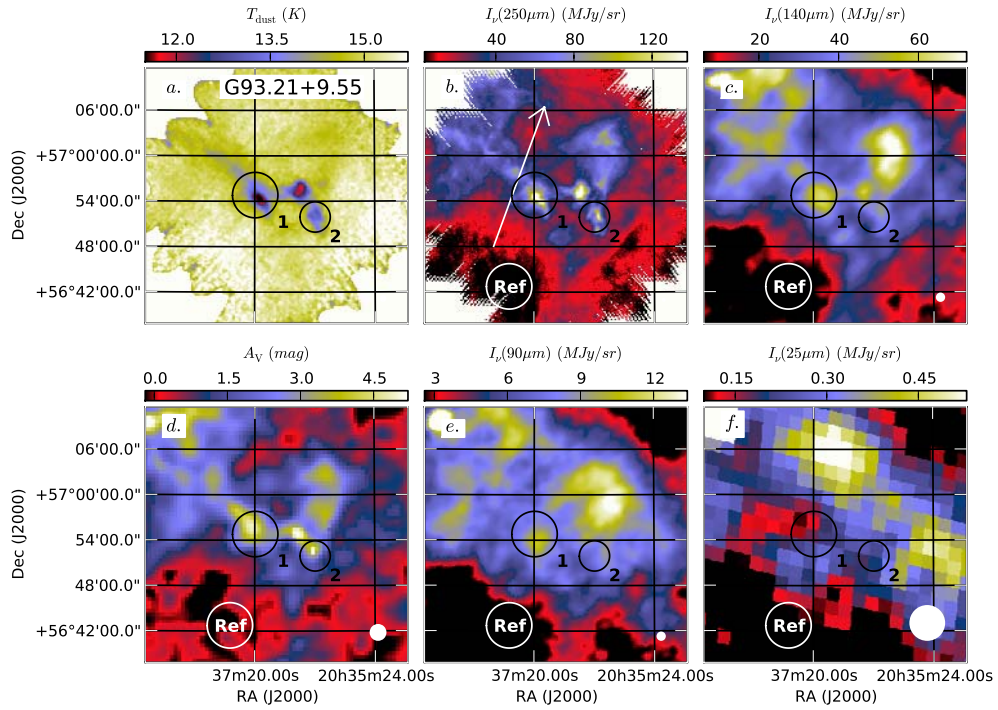 T_dust (K)
I_ν(250μm) (MJy/sr)
I_ν(140μm) (MJy/sr)
12.0 13.5 15.0
40 80 120
20 40 60
a. G93.21+9.55
b.
c.
06'00.0"
+57°00'00.0"
54'00.0"
48'00.0"
+56°42'00.0"
Dec (J2000)
1
2
1
2
Ref
1
2
Ref
A_V (mag)
I_ν(90μm) (MJy/sr)
I_ν(25μm) (MJy/sr)
0.0 1.5 3.0 4.5
3 6 9 12
0.15 0.30 0.45
d.
e.
f.
06'00.0"
+57°00'00.0"
54'00.0"
48'00.0"
+56°42'00.0"
Dec (J2000)
1
2
Ref
1
2
Ref
1
2
Ref
37m20.00s 20h35m24.00s
37m20.00s 20h35m24.00s
37m20.00s 20h35m24.00s
RA (J2000)
RA (J2000)
RA (J2000)